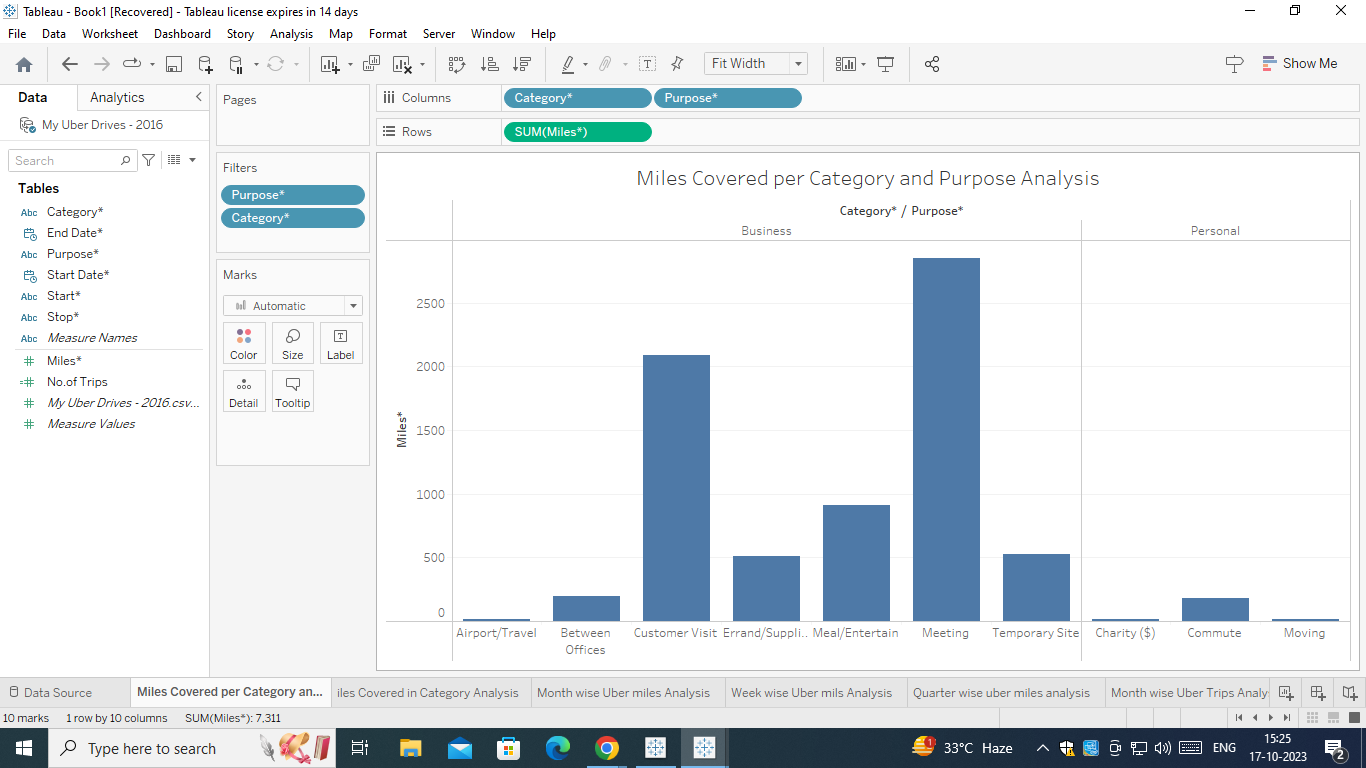 Tableau - Book1 [Recovered] - Tableau license expires in 14 days
File Data Worksheet Dashboard Story Analysis Map Format Server Window Help
Fit Width
Show Me
Data Analytics
My Uber Drives - 2016
Search
Tables
Abc Category*
End Date*
Abc Purpose*
Start Date*
Abc Start*
Abc Stop*
Abc Measure Names
# Miles*
=# No.of Trips
# My Uber Drives - 2016.csv...
# Measure Values
Pages
Filters
Purpose*
Category*
Marks
Automatic
Color Size Label
Detail Tooltip
Columns Category* Purpose*
Rows SUM(Miles*)
Miles Covered per Category and Purpose Analysis
Category* / Purpose*
Business Personal
Miles*
2500
2000
1500
1000
500
0
Airport/Travel Between Offices Customer Visit Errand/Suppli.. Meal/Entertain Meeting Temporary Site Charity ($) Commute Moving
Data Source Miles Covered per Category an... iles Covered in Category Analysis Month wise Uber miles Analysis Week wise Uber mils Analysis Quarter wise uber miles analysis Month wise Uber Trips Analy
10 marks 1 row by 10 columns SUM(Miles*): 7,311
Type here to search
1
33°C Haze
ENG
15:25
17-10-2023
2